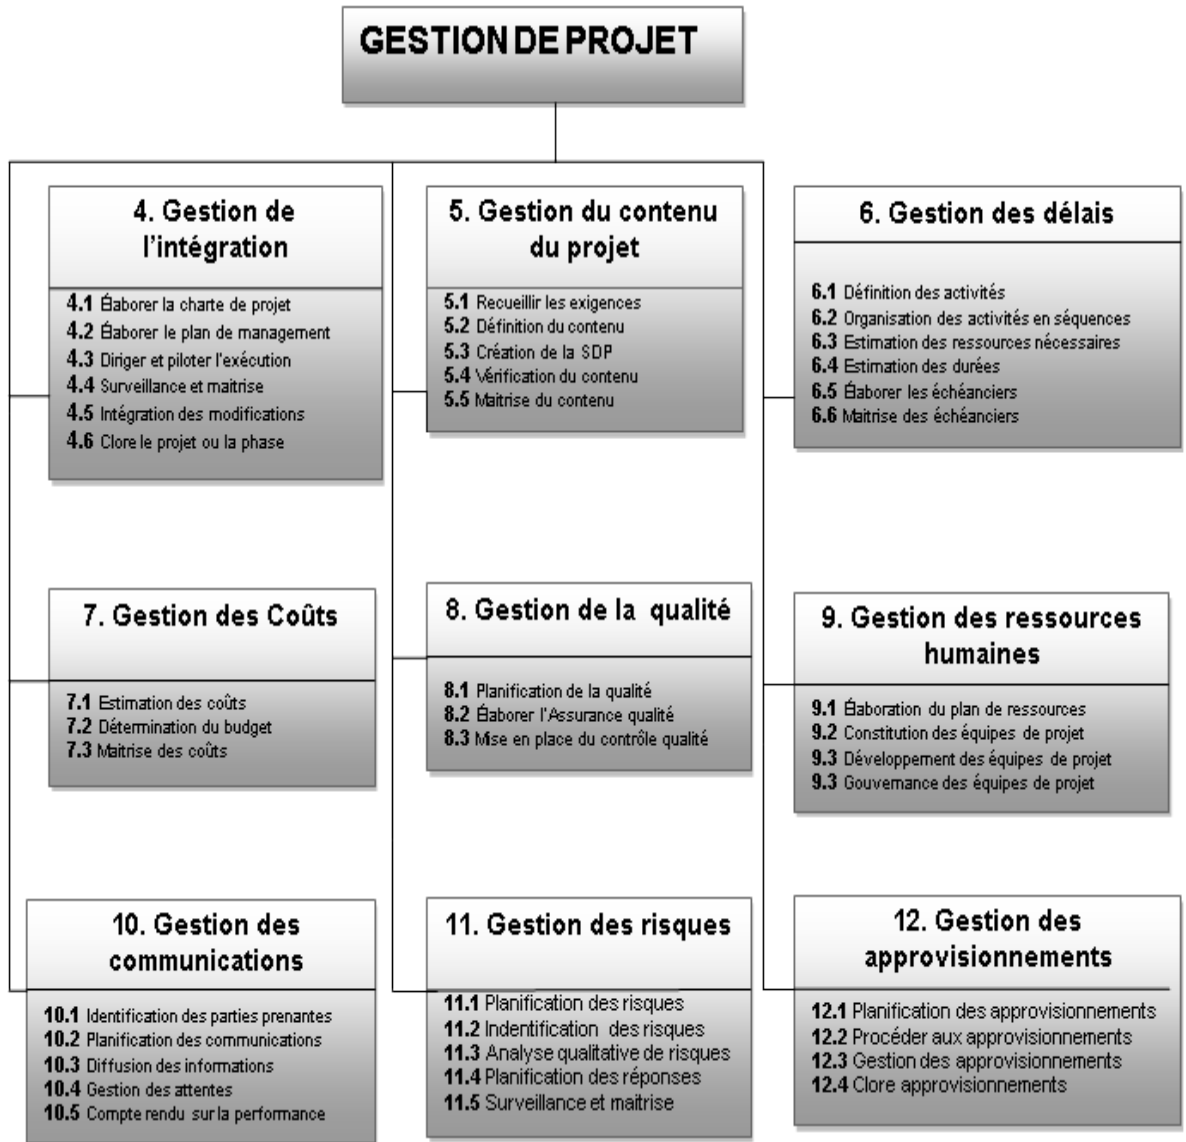 GESTION DE PROJET
4. Gestion de
l'intégration
4.1 Élaborer la charte de projet
4.2 Élaborer le plan de management
4.3 Diriger et piloter l'exécution
4.4 Surveillance et maitrise
4.5 Intégration des modifications
4.6 Clore le projet ou la phase
5. Gestion du contenu
du projet
5.1 Recueillir les exigences
5.2 Définition du contenu
5.3 Création de la SDP
5.4 Vérification du contenu
5.5 Maitrise du contenu
6. Gestion des délais
6.1 Définition des activités
6.2 Organisation des activités en séquences
6.3 Estimation des ressources nécessaires
6.4 Estimation des durées
6.5 Élaborer les échéanciers
6.6 Maitrise des échéanciers
7. Gestion des Coûts
7.1 Estimation des coûts
7.2 Détermination du budget
7.3 Maitrise des coûts
8. Gestion de la qualité
8.1 Planification de la qualité
8.2 Élaborer l'Assurance qualité
8.3 Mise en place du contrôle qualité
9. Gestion des ressources
humaines
9.1 Élaboration du plan de ressources
9.2 Constitution des équipes de projet
9.3 Développement des équipes de projet
9.3 Gouvernance des équipes de projet
10. Gestion des
communications
10.1 Identification des parties prenantes
10.2 Planification des communications
10.3 Diffusion des informations
10.4 Gestion des attentes
10.5 Compte rendu sur la performance
11. Gestion des risques
11.1 Planification des risques
11.2 Indentification des risques
11.3 Analyse qualitative de risques
11.4 Planification des réponses
11.5 Surveillance et maitrise
12. Gestion des
approvisionnements
12.1 Planification des approvisionnements
12.2 Procéder aux approvisionnements
12.3 Gestion des approvisionnements
12.4 Clore approvisionnements